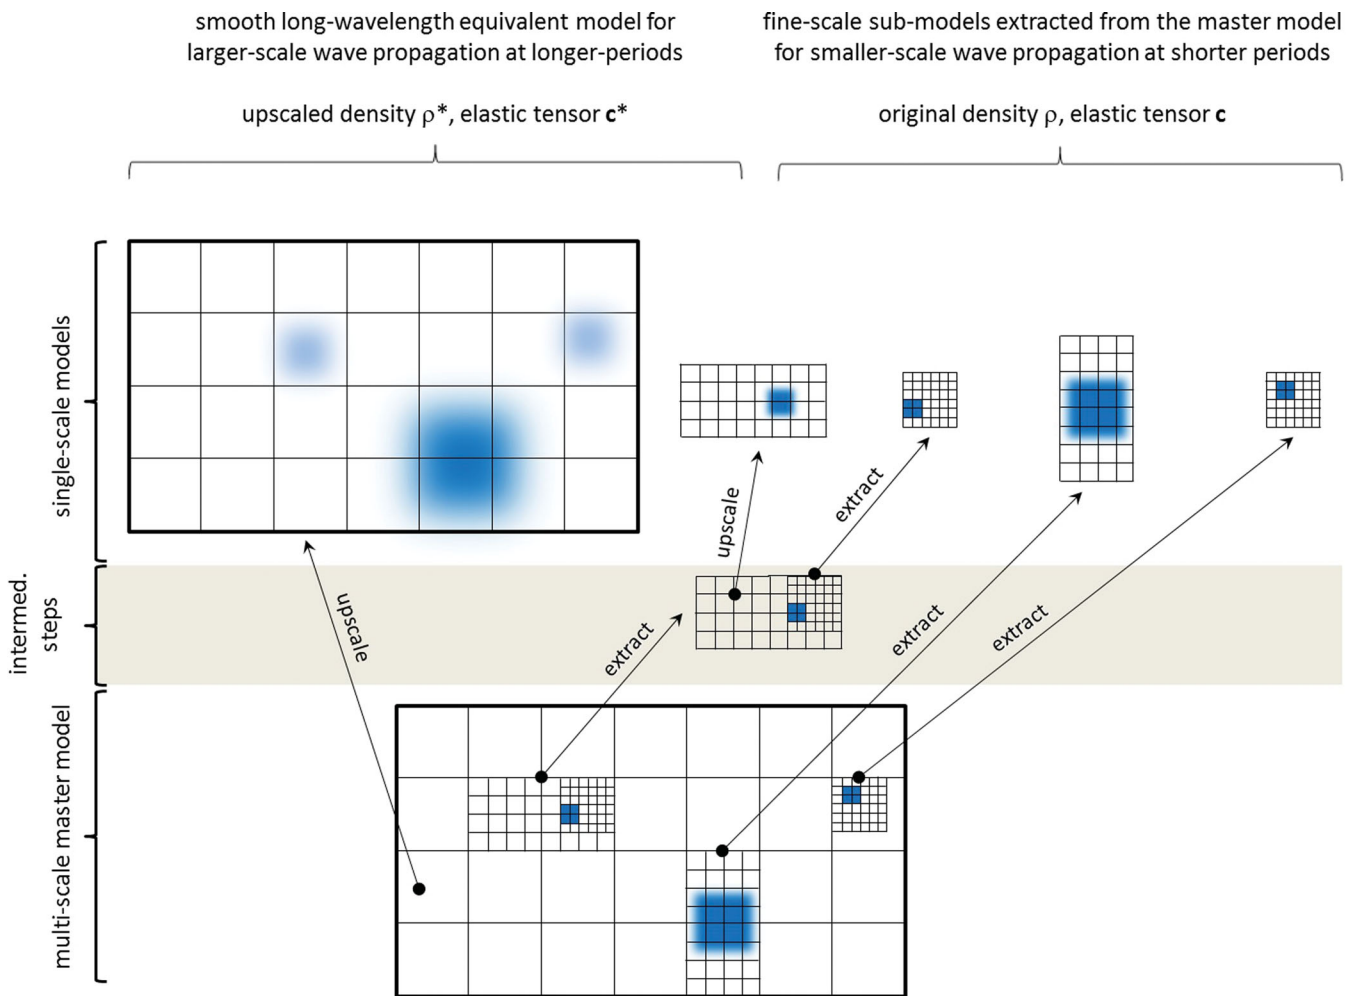 smooth long-wavelength equivalent model for
larger-scale wave propagation at longer-periods
fine-scale sub-models extracted from the master model
for smaller-scale wave propagation at shorter periods
upscaled density ρ*, elastic tensor c*
original density ρ, elastic tensor c
single-scale models
upscale
extract
intermed.
steps
upscale
extract
extract
extract
multi-scale master model